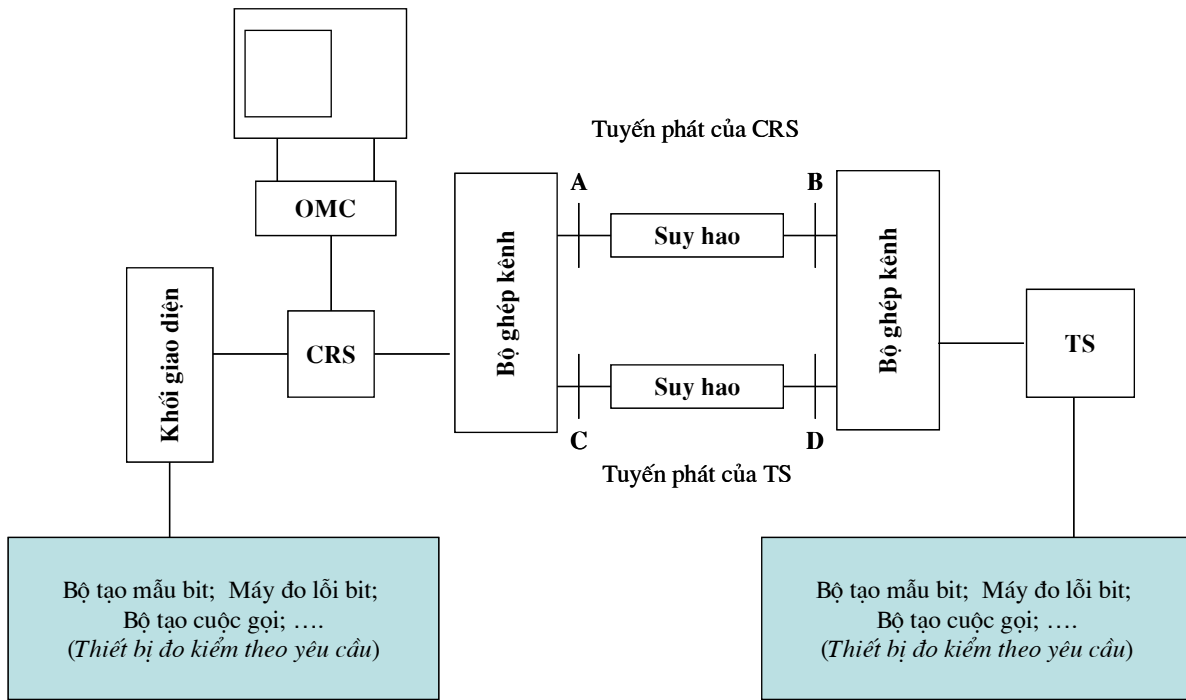 Tuyến phát của CRS
A
B
OMC
Suy hao
Bộ ghép kênh
Bộ ghép kênh
Khối giao diện
CRS
TS
Suy hao
C
D
Tuyến phát của TS
Bộ tạo mẫu bit; Máy đo lỗi bit;
Bộ tạo cuộc gọi; ….
(Thiết bị đo kiểm theo yêu cầu)
Bộ tạo mẫu bit; Máy đo lỗi bit;
Bộ tạo cuộc gọi; ….
(Thiết bị đo kiểm theo yêu cầu)